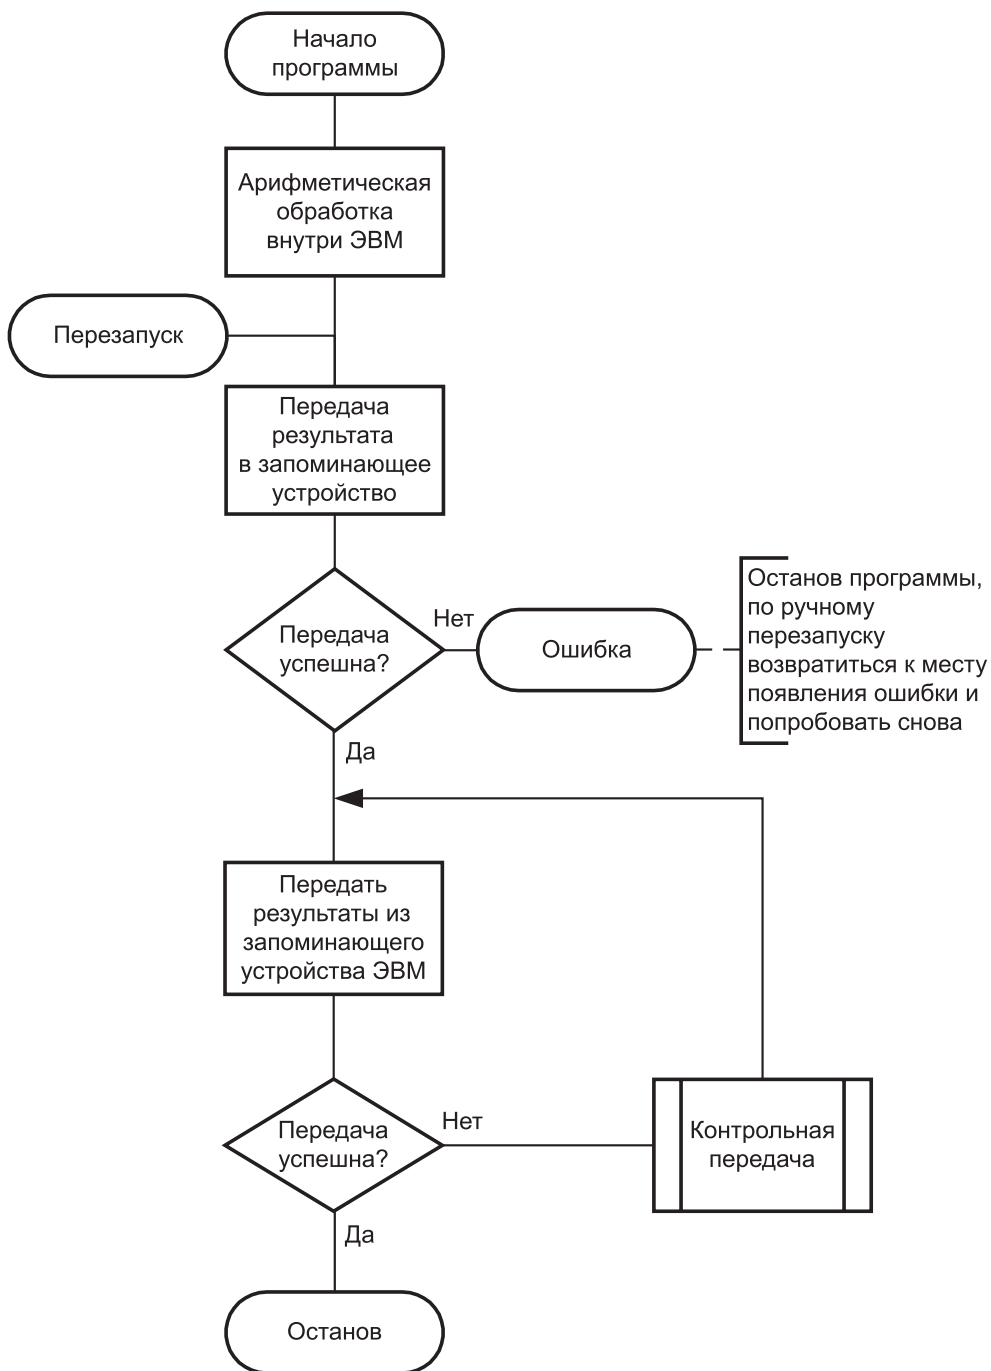 Начало
программы
Арифметическая
обработка
внутри ЭВМ
Перезапуск
Передача
результата
в запоминающее
устройство
Передача
успешна?
Нет
Ошибка
Останов программы,
по ручному
перезапуску
возвратиться к месту
появления ошибки и
попробовать снова
Да
Передать
результаты из
запоминающего
устройства ЭВМ
Передача
успешна?
Нет
Контрольная
передача
Да
Останов